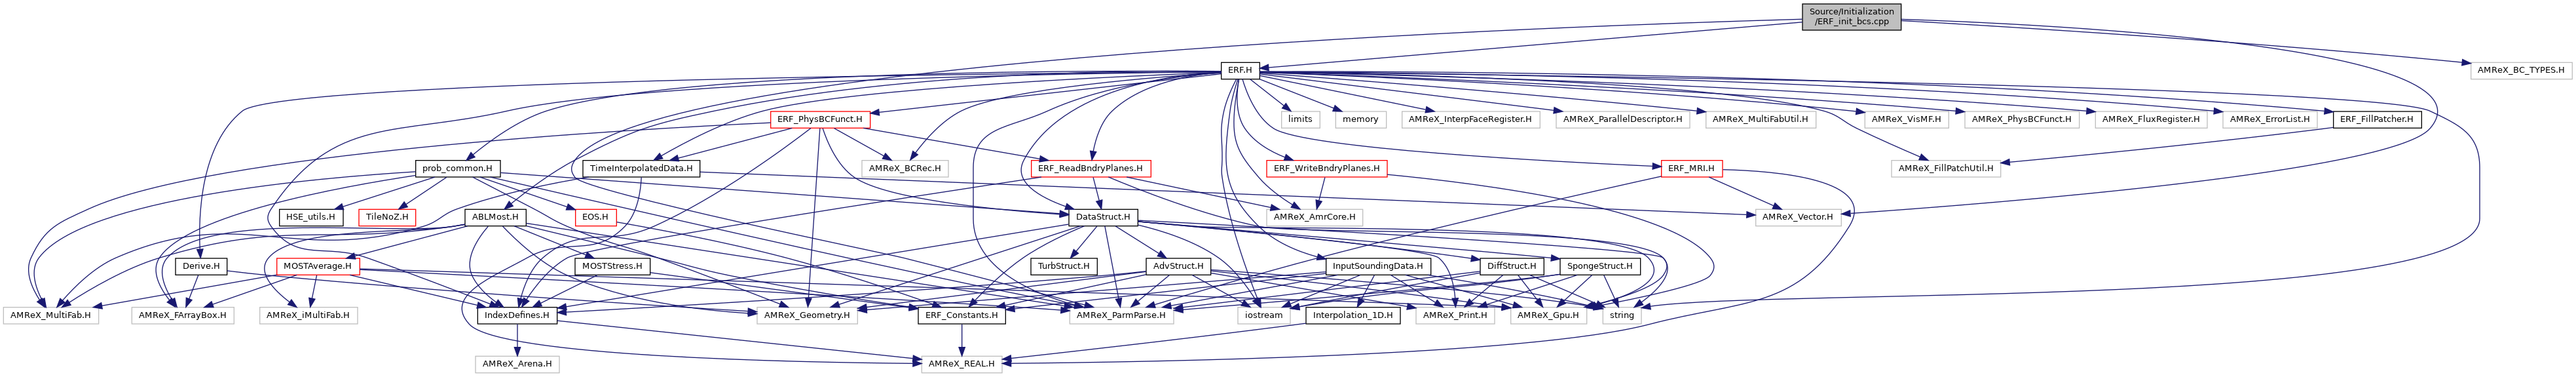 Source/Initialization
/ERF_init_bcs.cpp
ERF.H
AMReX_BC_TYPES.H
ERF_PhysBCFunct.H
limits
memory
AMReX_InterpFaceRegister.H
AMReX_ParallelDescriptor.H
AMReX_MultiFabUtil.H
AMReX_VisMF.H
AMReX_PhysBCFunct.H
AMReX_FluxRegister.H
AMReX_ErrorList.H
ERF_FillPatcher.H
prob_common.H
TimeInterpolatedData.H
AMReX_BCRec.H
ERF_ReadBndryPlanes.H
ERF_WriteBndryPlanes.H
ERF_MRI.H
AMReX_FillPatchUtil.H
HSE_utils.H
TileNoZ.H
ABLMost.H
EOS.H
DataStruct.H
AMReX_AmrCore.H
AMReX_Vector.H
Derive.H
MOSTAverage.H
MOSTStress.H
TurbStruct.H
AdvStruct.H
InputSoundingData.H
DiffStruct.H
SpongeStruct.H
AMReX_MultiFab.H
AMReX_FArrayBox.H
AMReX_iMultiFab.H
IndexDefines.H
AMReX_Geometry.H
ERF_Constants.H
AMReX_ParmParse.H
iostream
Interpolation_1D.H
AMReX_Print.H
AMReX_Gpu.H
string
AMReX_Arena.H
AMReX_REAL.H